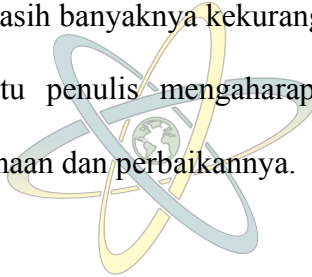 asih banyaknya kekurang
tu penulis mengaharap
naan dan perbaikannya.